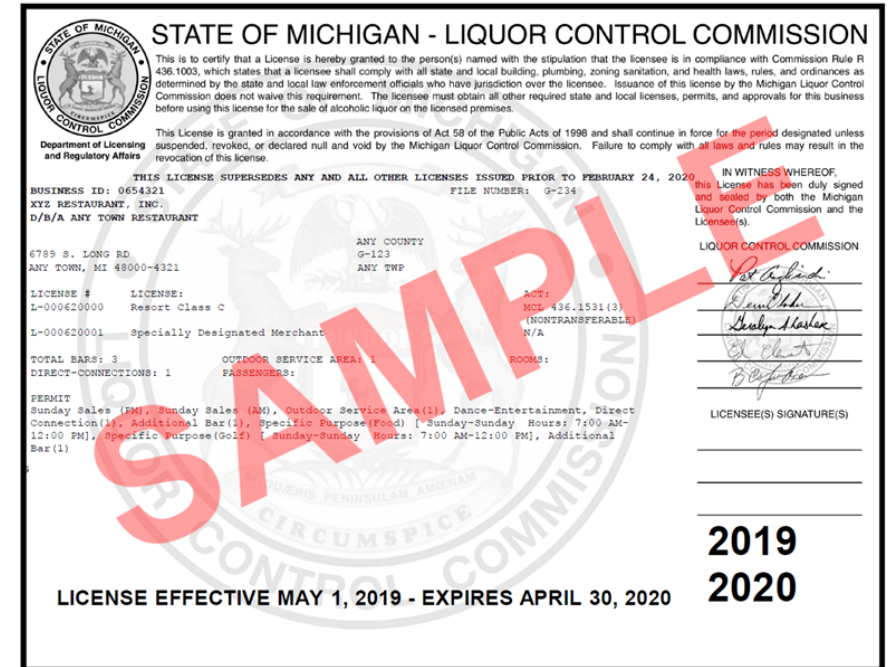 STATE OF MICHIGAN - LIQUOR CONTROL COMMISSION
STATE OF MICHIGAN
LIQUOR CONTROL COMMISSION
Department of Licensing
and Regulatory Affairs
This is to certify that a License is hereby granted to the person(s) named with the stipulation that the licensee is in compliance with Commission Rule R
436.1003, which states that a licensee shall comply with all state and local building, plumbing, zoning sanitation, and health laws, rules, and ordinances as
determined by the state and local law enforcement officials who have jurisdiction over the licensee. Issuance of this license by the Michigan Liquor Control
Commission does not waive this requirement. The licensee must obtain all other required state and local licenses, permits, and approvals for this business
before using this license for the sale of alcoholic liquor on the licensed premises.
This License is granted in accordance with the provisions of Act 58 of the Public Acts of 1998 and shall continue in force for the period designated unless
suspended, revoked, or declared null and void by the Michigan Liquor Control Commission. Failure to comply with all laws and rules may result in the
revocation of this license.
THIS LICENSE SUPERSEDES ANY AND ALL OTHER LICENSES ISSUED PRIOR TO FEBRUARY 24, 2020
BUSINESS ID: 0654321 FILE NUMBER: G-234
XYZ RESTAURANT, INC.
D/B/A ANY TOWN RESTAURANT
ANY COUNTY
6789 S. LONG RD G-123
ANY TOWN, MI 48000-4321 ANY TWP
LICENSE # LICENSE: ACT:
L-000620000 Resort Class C MCL 436.1531(3)
(NONTRANSFERABLE)
L-000620001 Specially Designated Merchant N/A
TOTAL BARS: 3 OUTDOOR SERVICE AREA: 1 ROOMS:
DIRECT-CONNECTIONS: 1 PASSENGERS:
PERMIT
Sunday Sales (PM), Sunday Sales (AM), Outdoor Service Area(1), Dance-Entertainment, Direct
Connection(1), Additional Bar(1), Specific Purpose(Food) [ Sunday-Sunday Hours: 7:00 AM-
12:00 PM], Specific Purpose(Golf) [ Sunday-Sunday Hours: 7:00 AM-12:00 PM], Additional
Bar(1)
s
IN WITNESS WHEREOF,
this License has been duly signed
and sealed by both the Michigan
Liquor Control Commission and the
Licensee(s).
LIQUOR CONTROL COMMISSION
LICENSEE(S) SIGNATURE(S)
2019
2020
LICENSE EFFECTIVE MAY 1, 2019 - EXPIRES APRIL 30, 2020
SAMPLE
SI QUÆRIS PENINSULAM AMŒNAM
CIRCUMSPICE
LIQUOR CONTROL COMMISSION